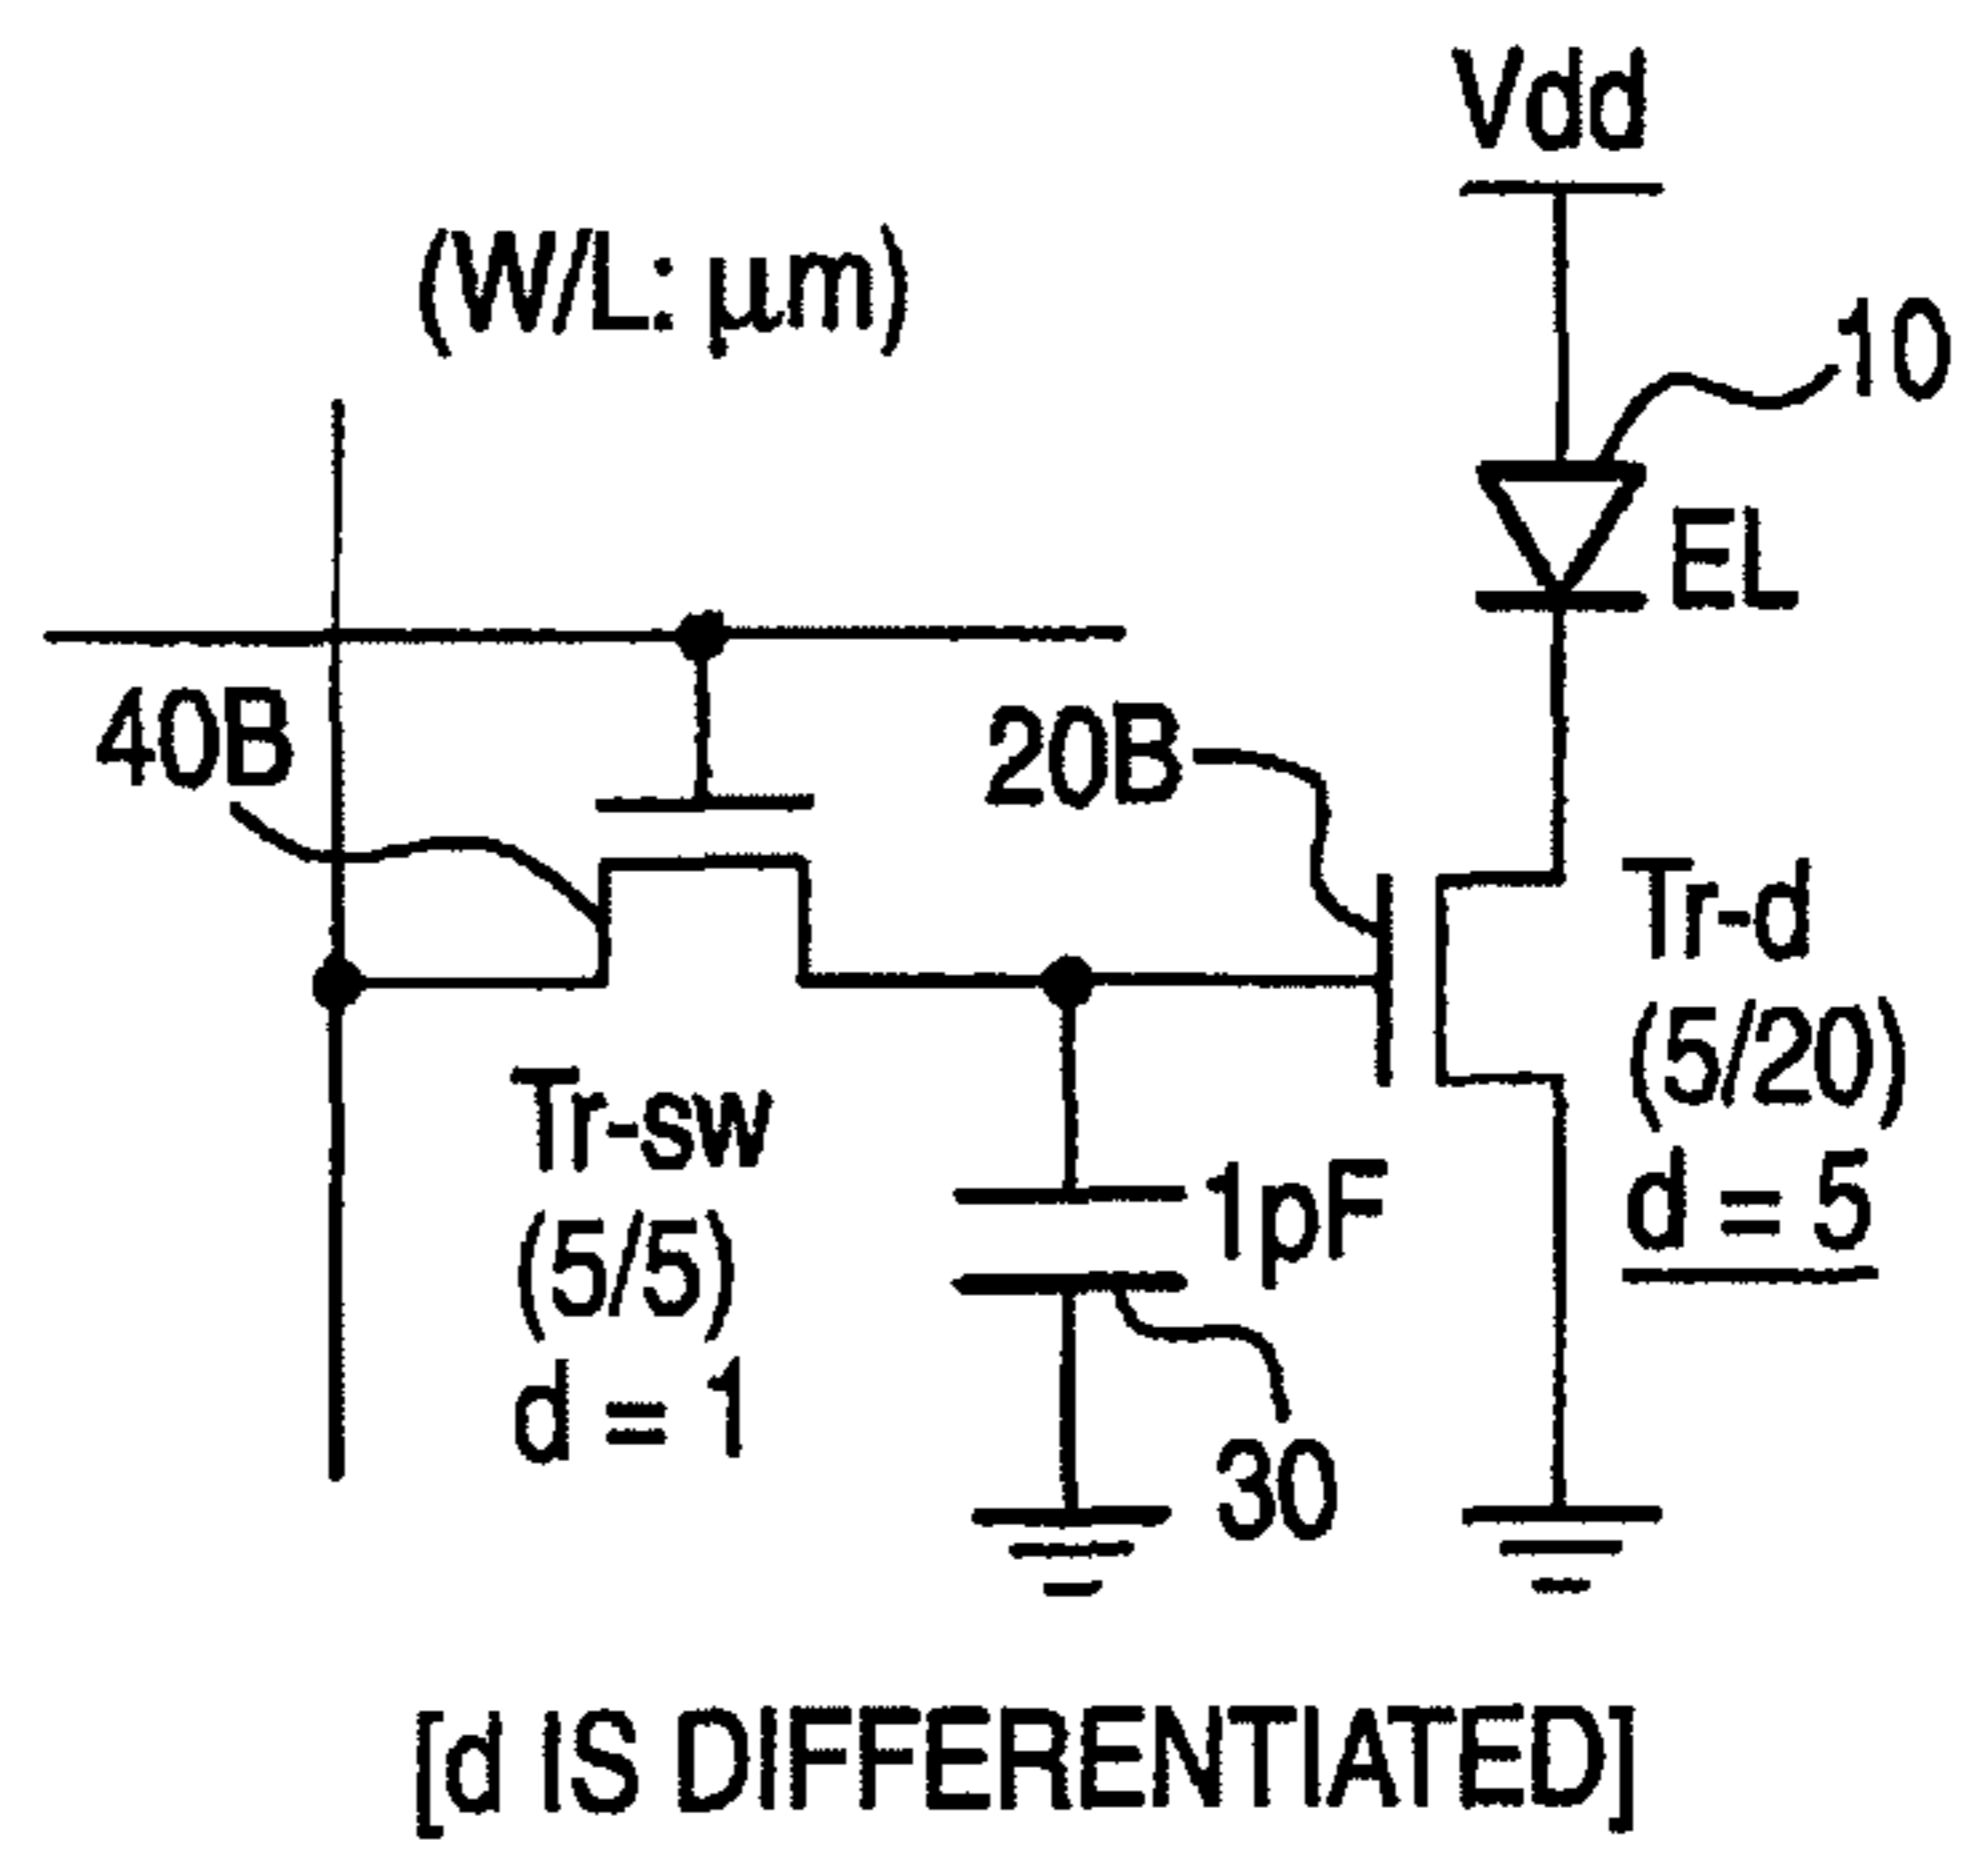 Vdd
(W/L: µm)
10
EL
40B
20B
Tr-d
(5/20)
d = 5
Tr-sw
(5/5)
d = 1
1pF
30
[d IS DIFFERENTIATED]